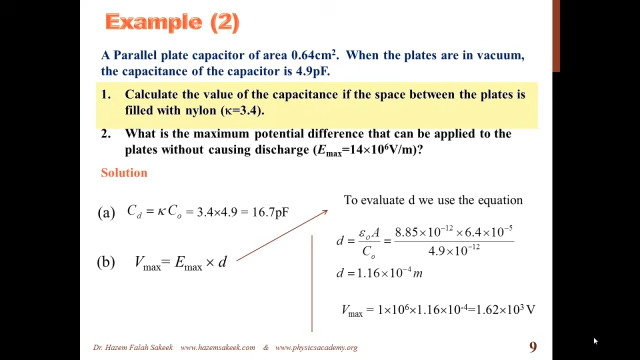 Example (2)
A Parallel plate capacitor of area 0.64cm². When the plates are in vacuum,
the capacitance of the capacitor is 4.9pF.
1. Calculate the value of the capacitance if the space between the plates is
filled with nylon (κ=3.4).
2. What is the maximum potential difference that can be applied to the
plates without causing discharge (Emax=14×10⁶V/m)?
Solution
(a) C_d = κ C_o = 3.4×4.9 = 16.7pF
(b) Vmax= Emax × d
To evaluate d we use the equation
d = ε_o A / C_o = 8.85×10⁻¹² × 6.4×10⁻⁵ / 4.9×10⁻¹²
d = 1.16×10⁻⁴ m
Vmax = 1×10⁶×1.16×10⁻⁴=1.62×10³ V
Dr. Hazem Falah Sakeek www.hazemsakeek.com & www.physicsacademy.org
9